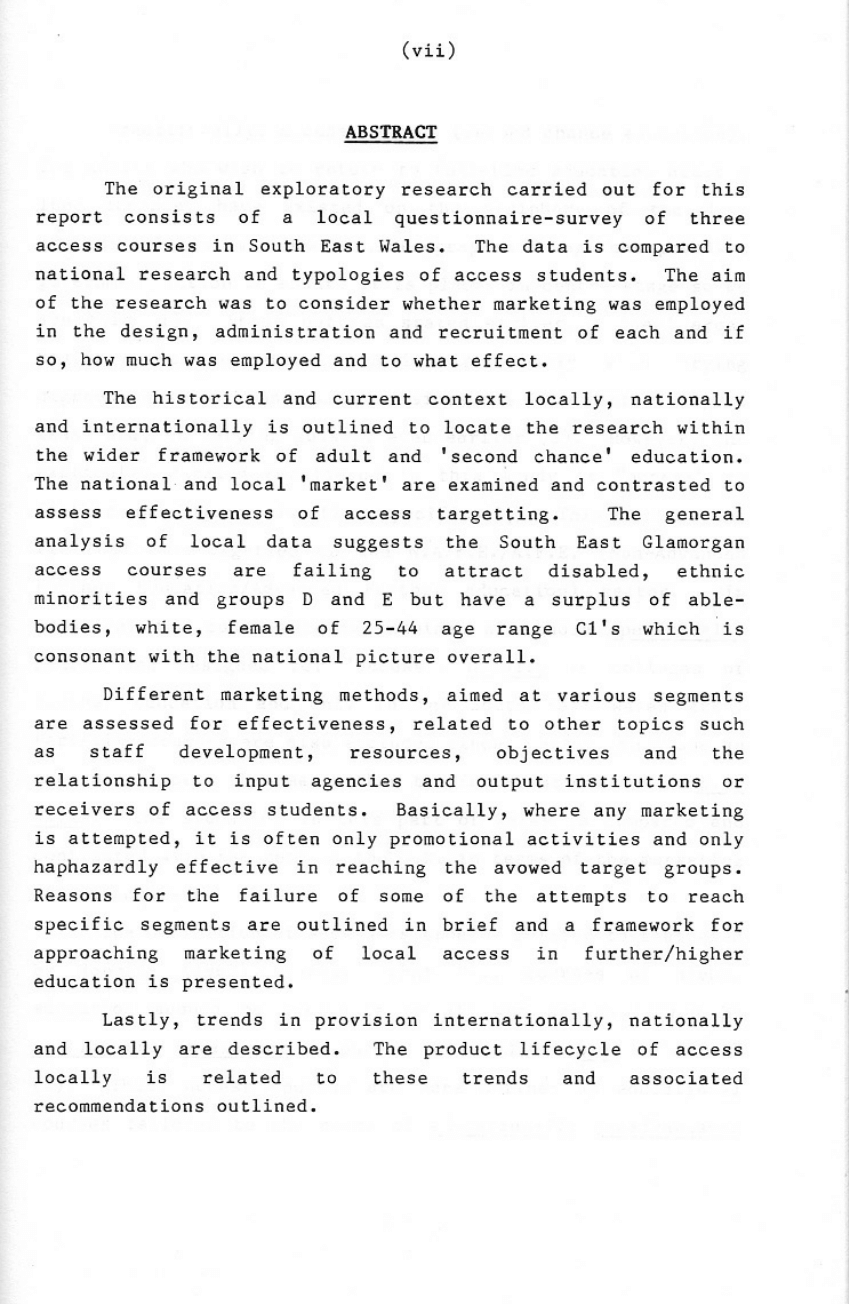 (vii)
ABSTRACT
The original exploratory research carried out for this
report consists of a local questionnaire-survey of three
access courses in South East Wales. The data is compared to
national research and typologies of access students. The aim
of the research was to consider whether marketing was employed
in the design, administration and recruitment of each and if
so, how much was employed and to what effect.
The historical and current context locally, nationally
and internationally is outlined to locate the research within
the wider framework of adult and 'second chance' education.
The national and local 'market' are examined and contrasted to
assess effectiveness of access targetting. The general
analysis of local data suggests the South East Glamorgan
access courses are failing to attract disabled, ethnic
minorities and groups D and E but have a surplus of able-
bodies, white, female of 25-44 age range C1's which is
consonant with the national picture overall.
Different marketing methods, aimed at various segments
are assessed for effectiveness, related to other topics such
as staff development, resources, objectives and the
relationship to input agencies and output institutions or
receivers of access students. Basically, where any marketing
is attempted, it is often only promotional activities and only
haphazardly effective in reaching the avowed target groups.
Reasons for the failure of some of the attempts to reach
specific segments are outlined in brief and a framework for
approaching marketing of local access in further/higher
education is presented.
Lastly, trends in provision internationally, nationally
and locally are described. The product lifecycle of access
locally is related to these trends and associated
recommendations outlined.